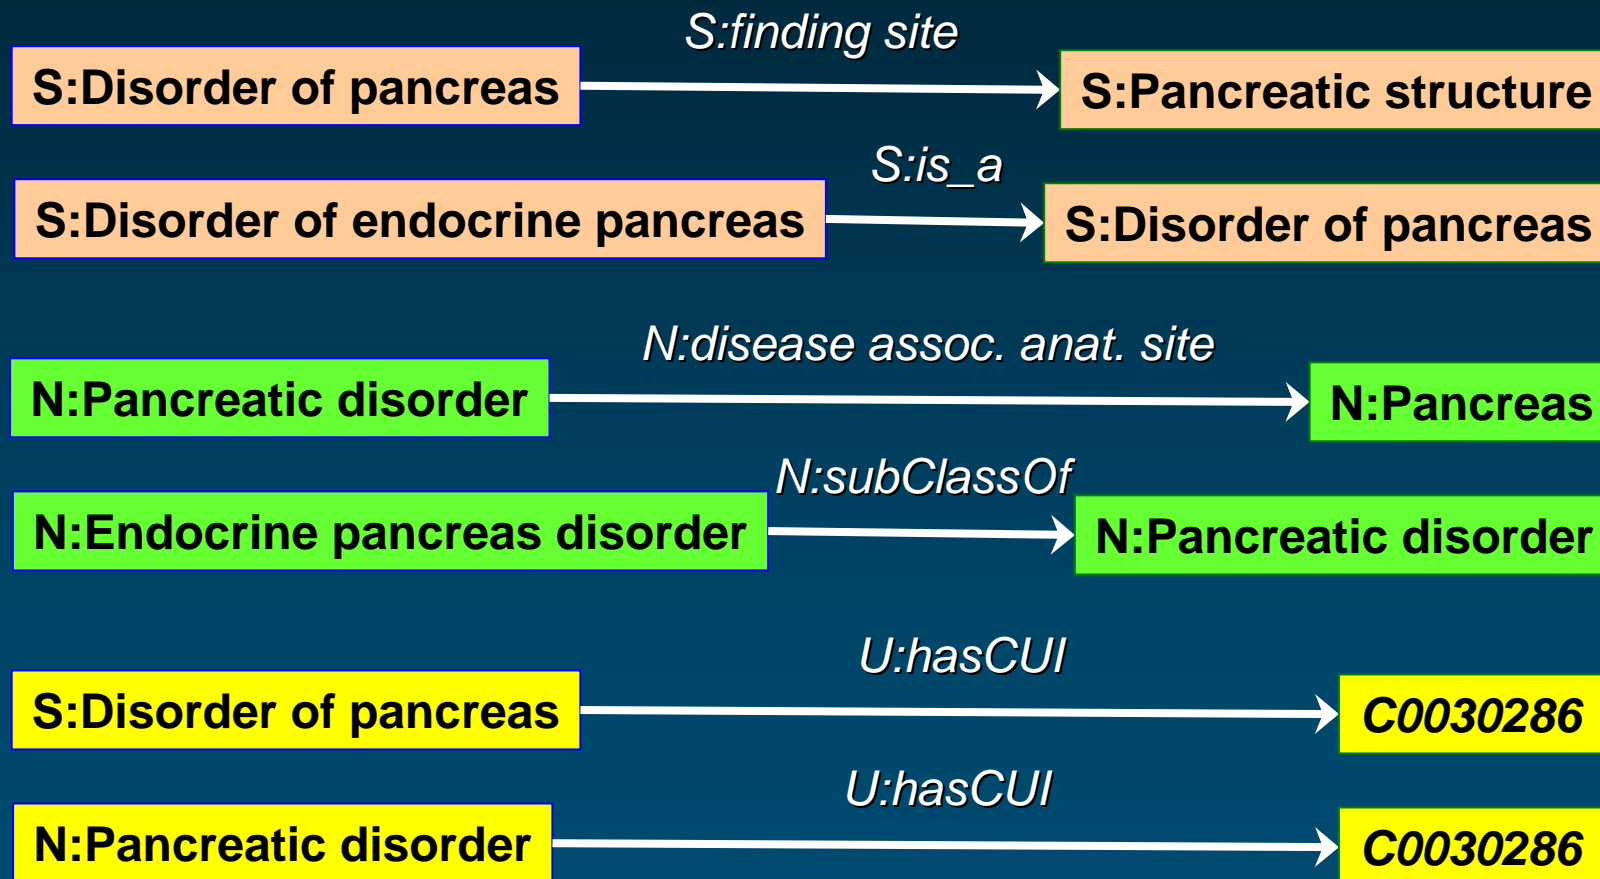 S:finding site
S:Disorder of pancreas
S:Pancreatic structure
S:is_a
S:Disorder of endocrine pancreas
S:Disorder of pancreas
N:disease assoc. anat. site
N:Pancreatic disorder
N:Pancreas
N:subClassOf
N:Endocrine pancreas disorder
N:Pancreatic disorder
U:hasCUI
S:Disorder of pancreas
C0030286
U:hasCUI
N:Pancreatic disorder
C0030286